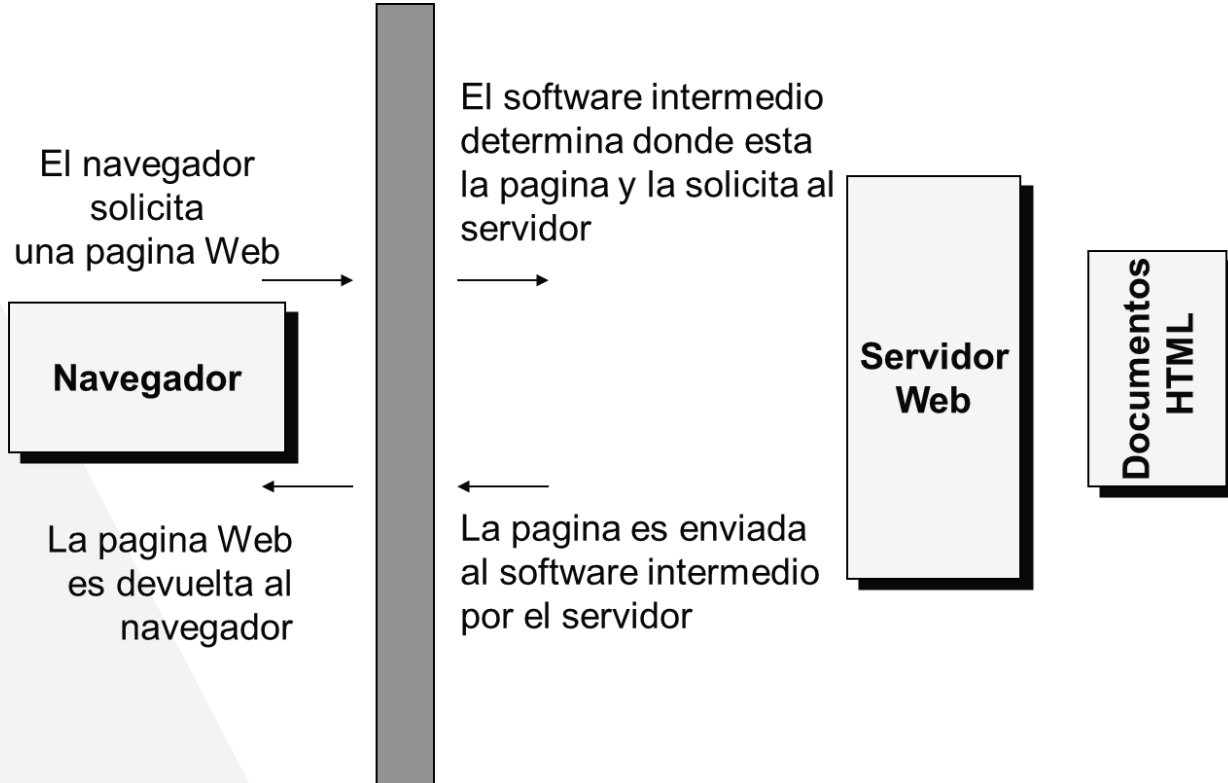 El navegador
solicita
una pagina Web
El software intermedio
determina donde esta
la pagina y la solicita al
servidor
Navegador
Servidor
Web
Documentos
HTML
La pagina Web
es devuelta al
navegador
La pagina es enviada
al software intermedio
por el servidor